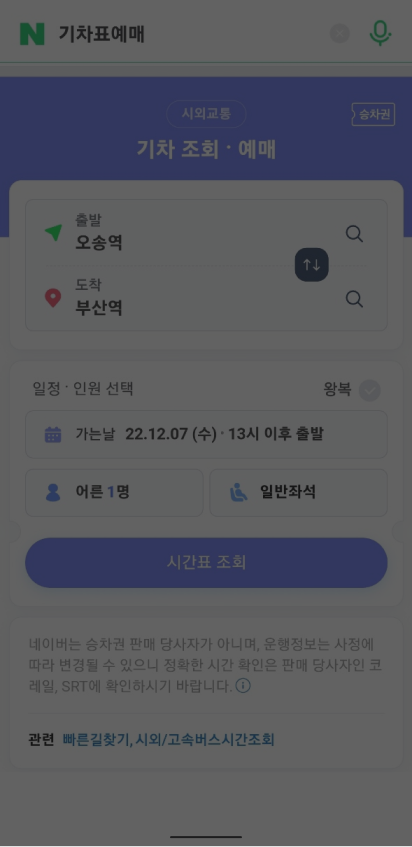 N 기차표예매
시외교통
승차권
기차 조회 · 예매
출발
오송역
도착
부산역
일정 · 인원 선택
왕복
가는날 22.12.07 (수) · 13시 이후 출발
어른 1명
일반좌석
시간표 조회
네이버는 승차권 판매 당사자가 아니며, 운행정보는 사정에
따라 변경될 수 있으니 정확한 시간 확인은 판매 당사자인 코
레일, SRT에 확인하시기 바랍니다.
관련 빠른길찾기, 시외/고속버스시간조회